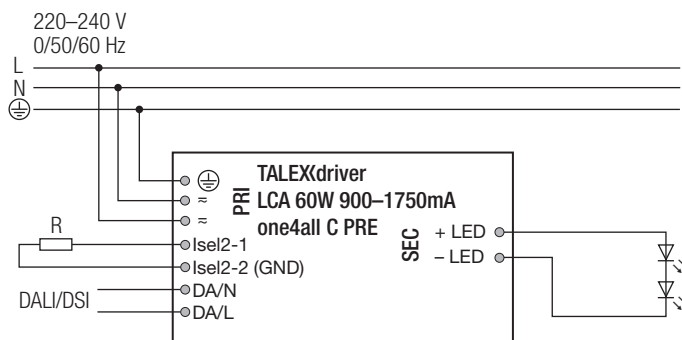 220–240 V
0/50/60 Hz
L
N
PRI
≂
≂
TALEXXdriver
LCA 60W 900–1750mA
one4all C PRE
SEC
+ LED
– LED
R
Isel2-1
Isel2-2 (GND)
DALI/DSI
DA/N
DA/L